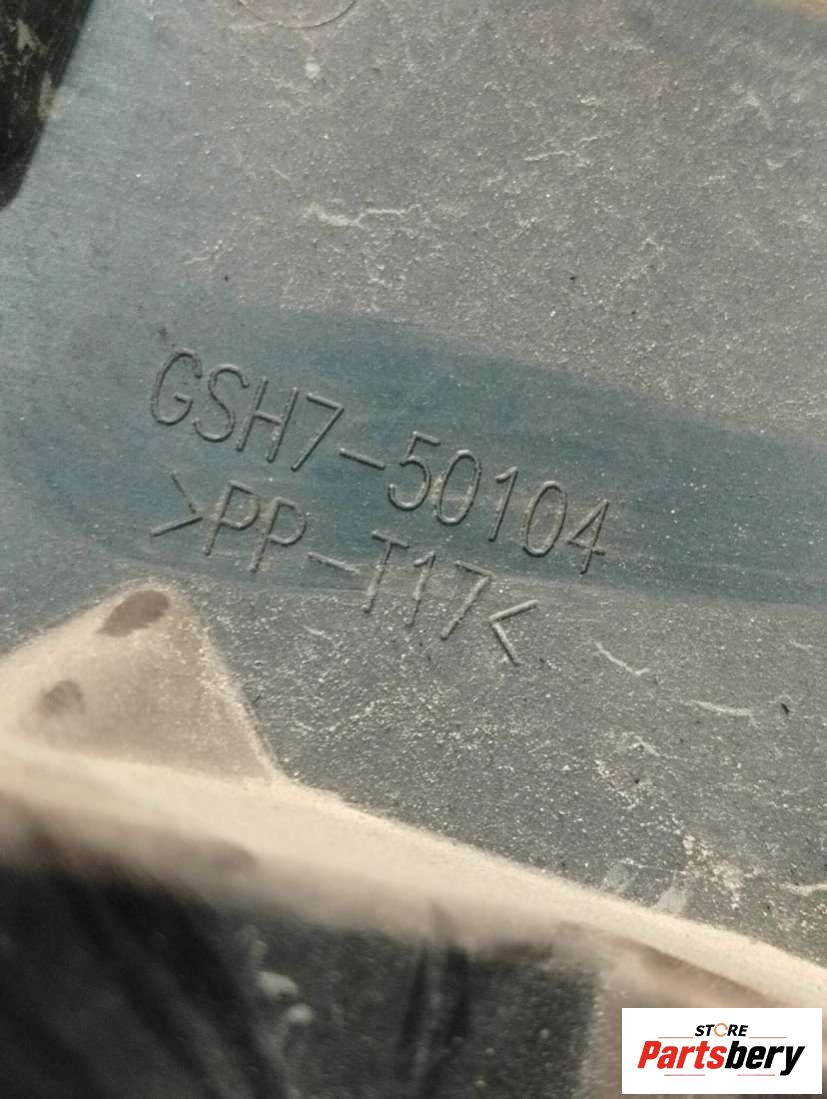 GSH7-50104
>PP-T17<
STORE
Partsbery